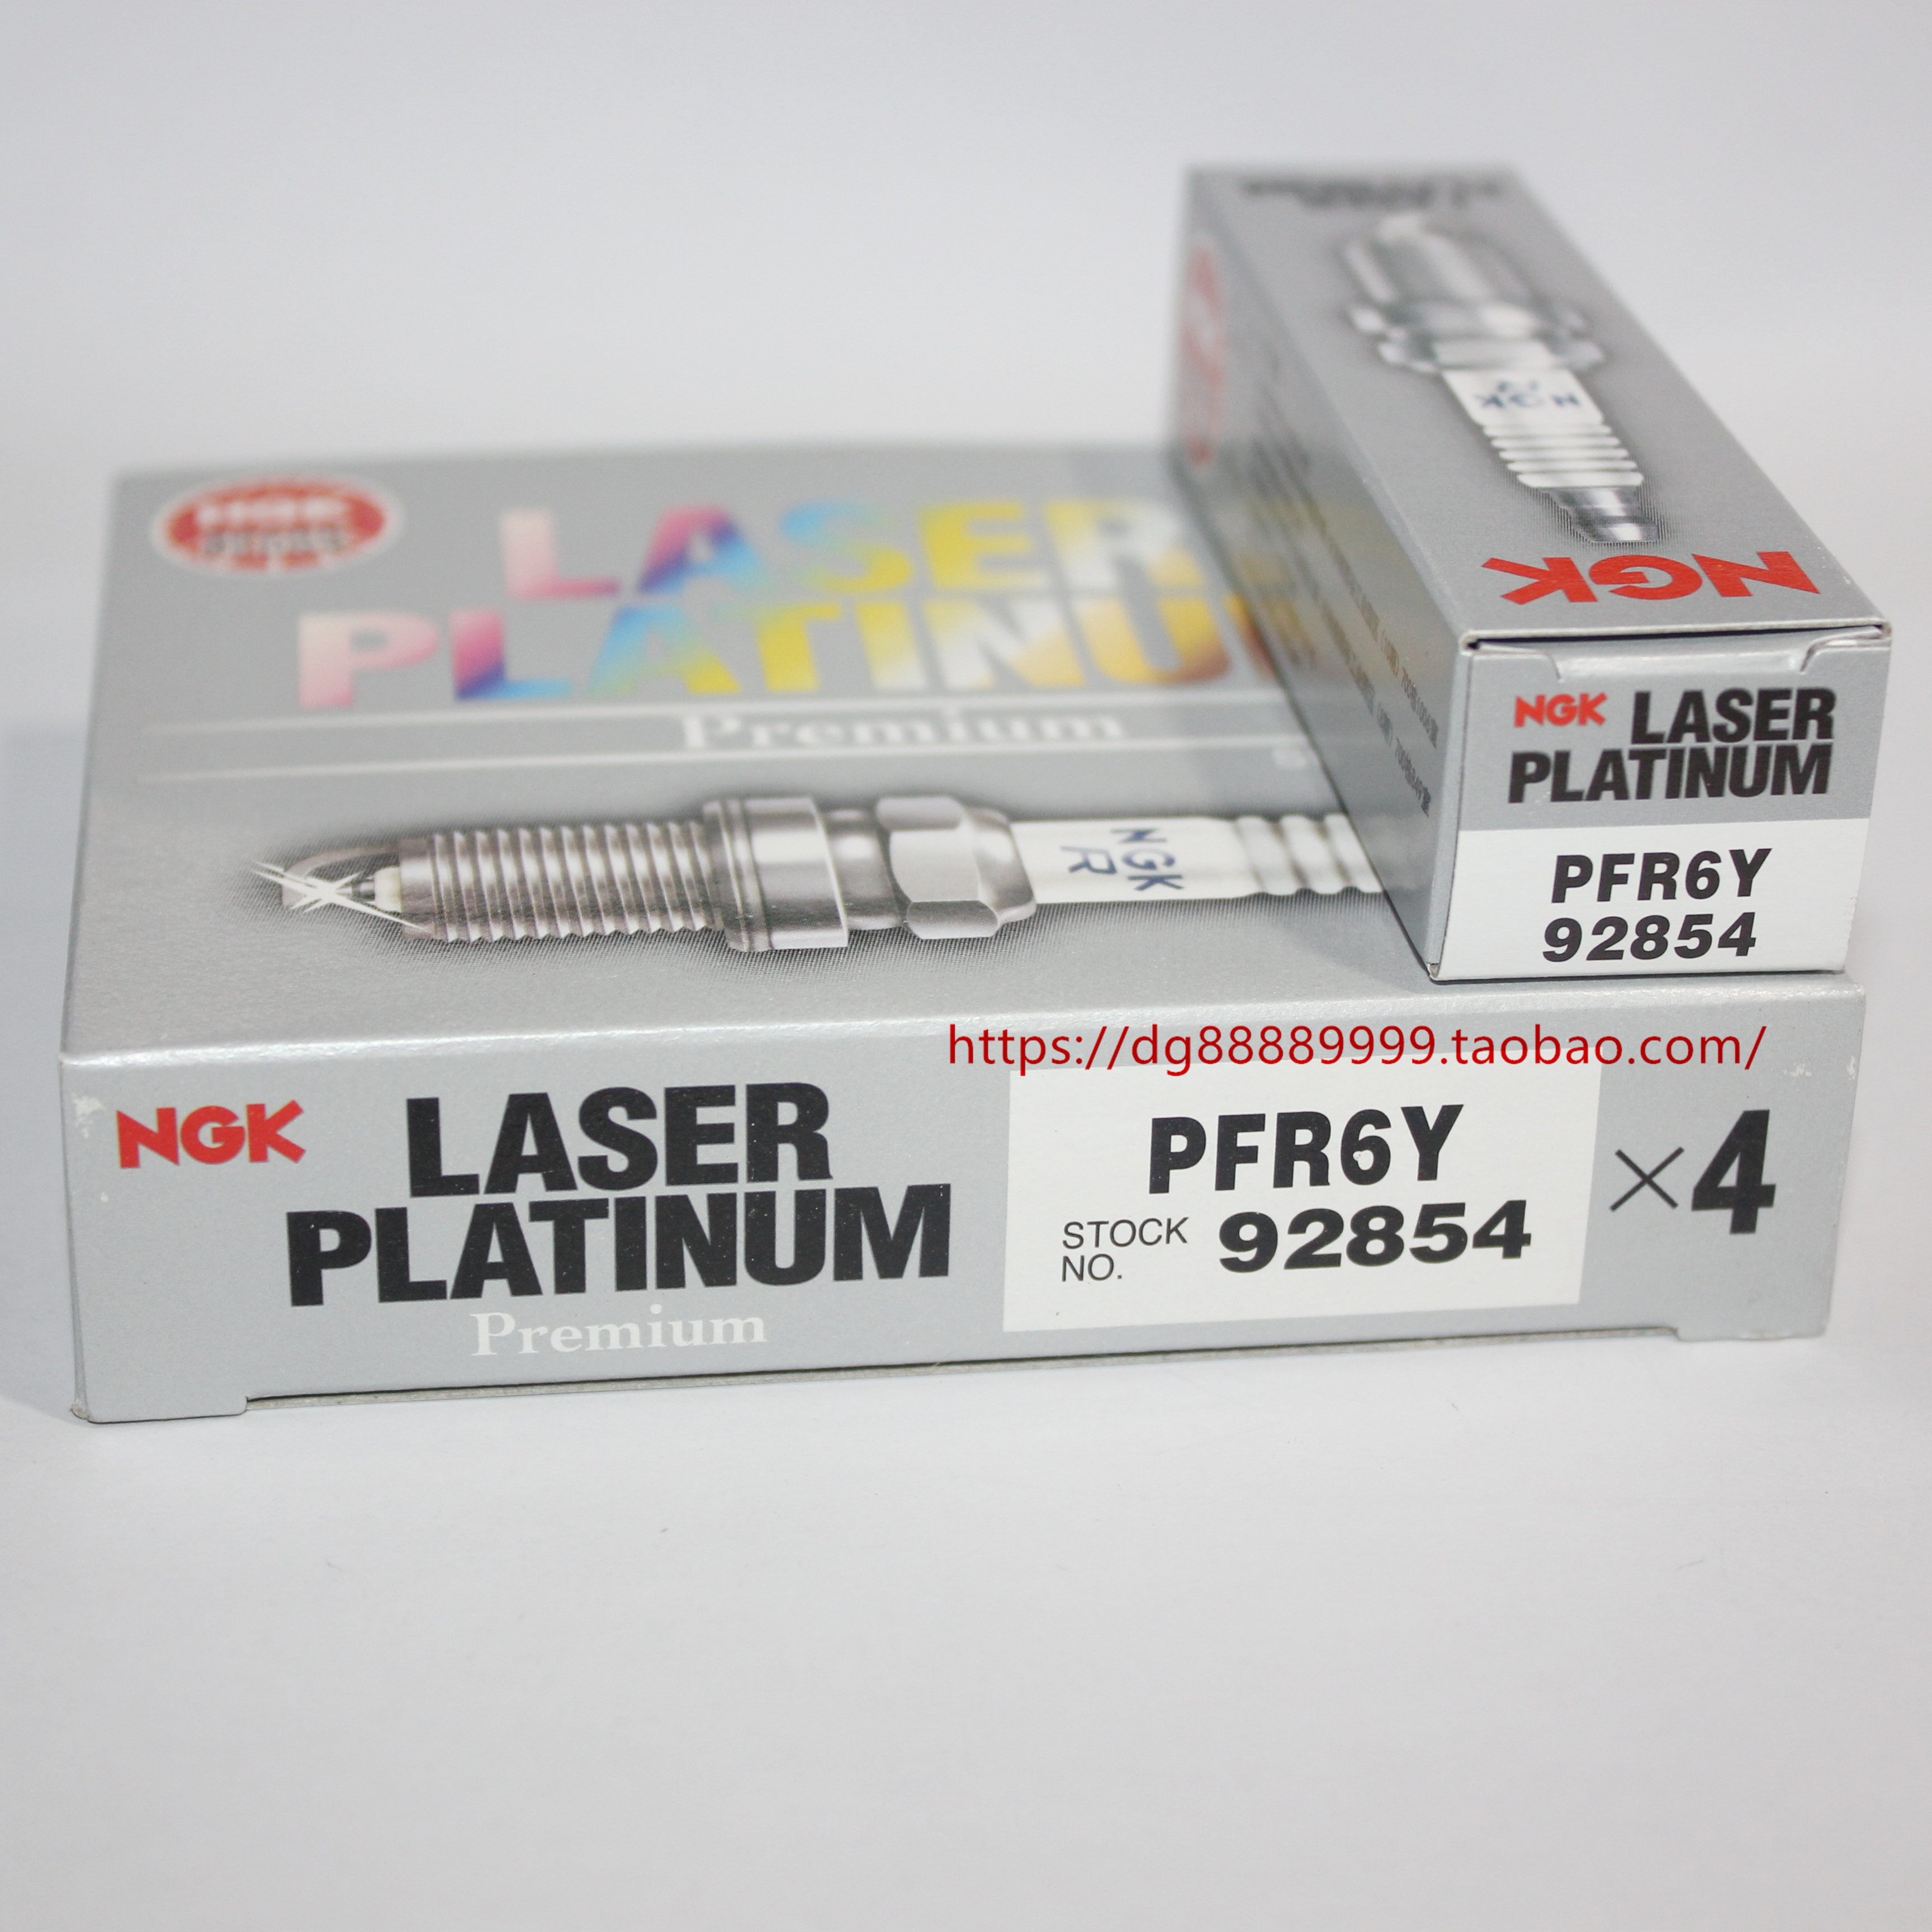 LASER
PLATINUM
Premium
NGK
R
NGK
R
NGK
NGK LASER
PLATINUM
PFR6Y
92854
https://dg88889999.taobao.com/
NGK LASER
PLATINUM
Premium
PFR6Y
STOCK NO. 92854
×4